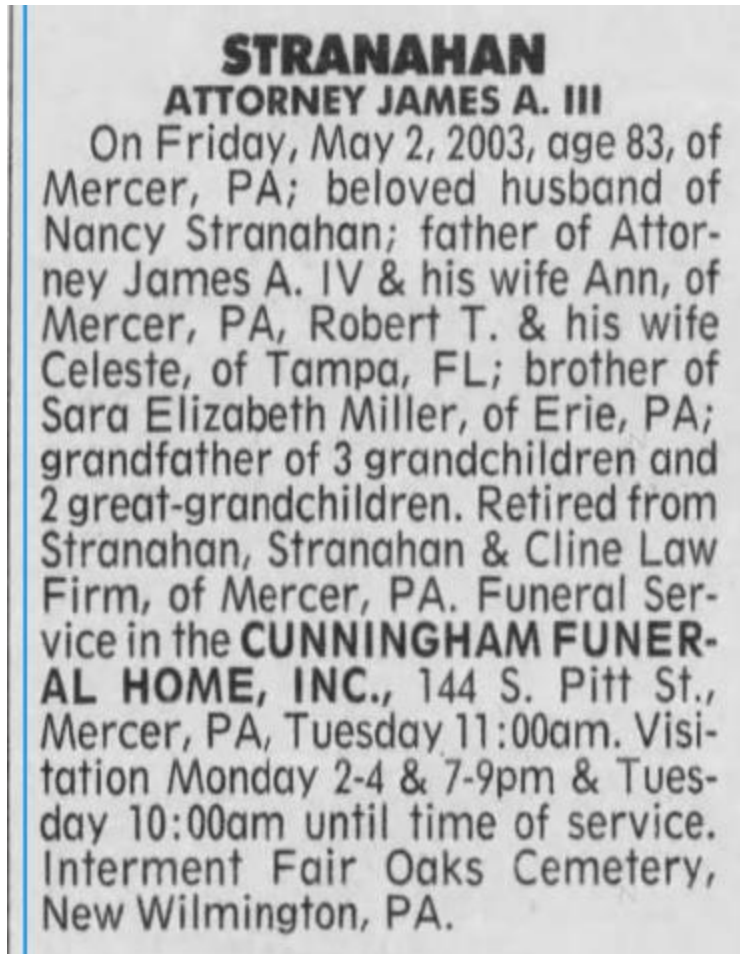 STRANAHAN
ATTORNEY JAMES A. III
On Friday, May 2, 2003, age 83, of
Mercer, PA; beloved husband of
Nancy Stranahan; father of Attor-
ney James A. IV & his wife Ann, of
Mercer, PA, Robert T. & his wife
Celeste, of Tampa, FL; brother of
Sara Elizabeth Miller, of Erie, PA;
grandfather of 3 grandchildren and
2 great-grandchildren. Retired from
Stranahan, Stranahan & Cline Law
Firm, of Mercer, PA. Funeral Ser-
vice in the CUNNINGHAM FUNER-
AL HOME, INC., 144 S. Pitt St.,
Mercer, PA, Tuesday 11:00am. Visi-
tation Monday 2-4 & 7-9pm & Tues-
day 10:00am until time of service.
Interment Fair Oaks Cemetery,
New Wilmington, PA.